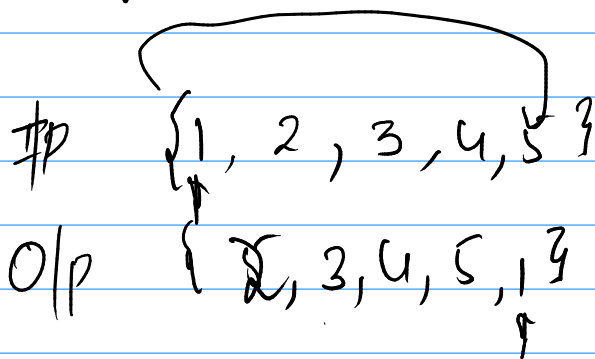 I/p {1, 2, 3, 4, 5}
O/p {2, 3, 4, 5, 1}